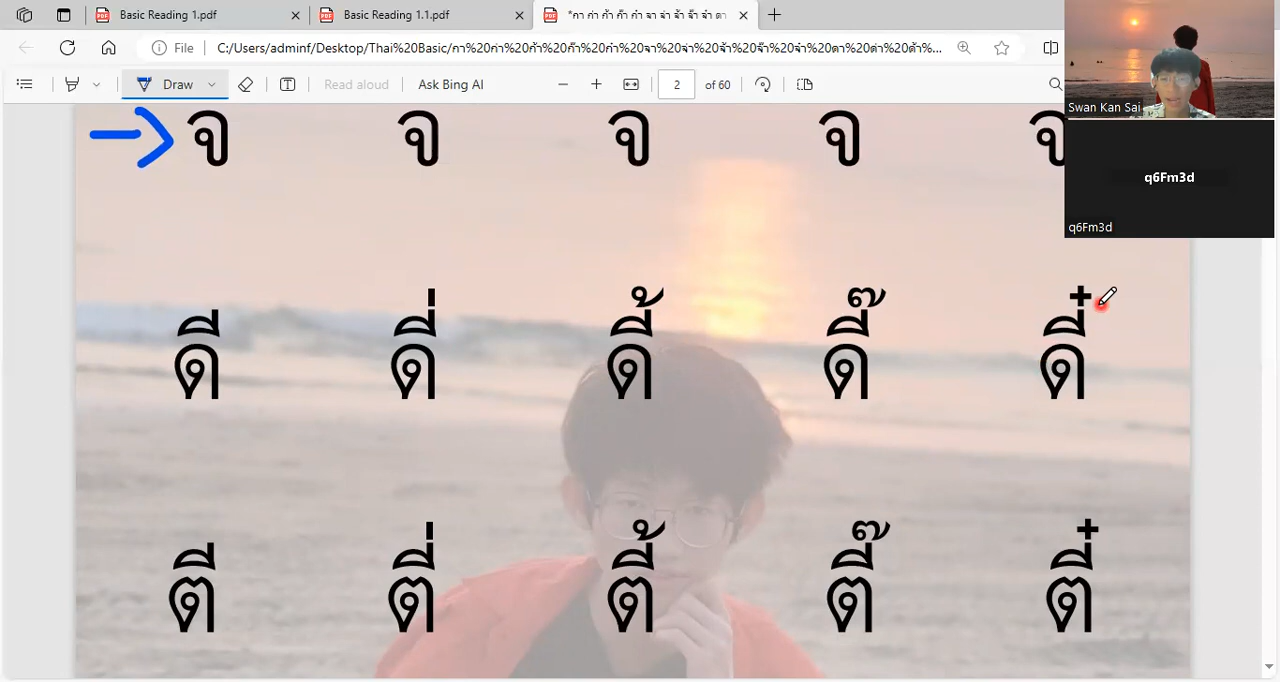 Basic Reading 1.pdf
Basic Reading 1.1.pdf
*กา ก่า ก้า ก๊า ก๋า จา จ่า จ้า จ๊า จ๋า ดา
File
C:/Users/adminf/Desktop/Thai%20Basic/กา%20ก่า%20ก้า%20ก๊า%20ก๋า%20จา%20จ่า%20จ้า%20จ๊า%20จ๋า%20ดา%20ด่า%20ด้า%...
Draw
Read aloud
Ask Bing AI
2 of 60
จ จ จ จ จ
ดี ดี่ ดี้ ดี๊ ดี๋
ตี ตี่ ตี้ ตี๊ ตี๋
Swan Kan Sai
q6Fm3d
q6Fm3d